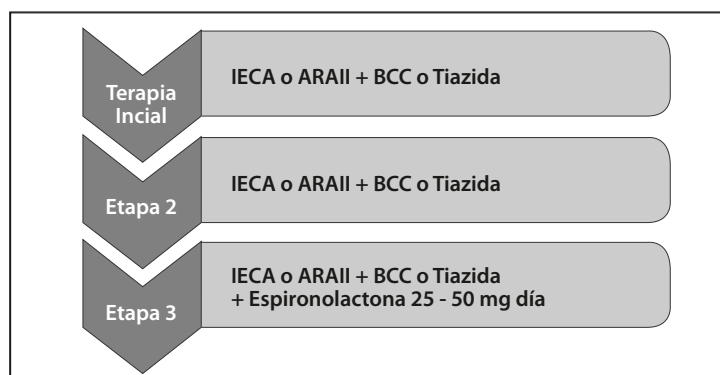 Terapia
Incial
IECA o ARAII + BCC o Tiazida
Etapa 2
IECA o ARAII + BCC o Tiazida
Etapa 3
IECA o ARAII + BCC o Tiazida
+ Espironolactona 25 - 50 mg día